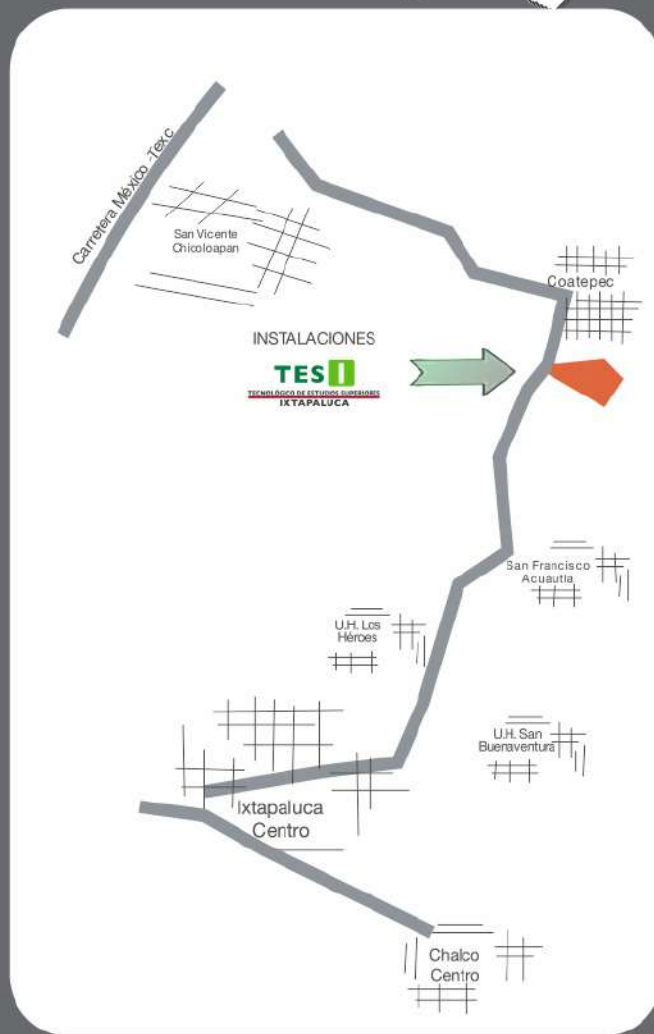 Carretera México -Texc
San Vicente
Chicoloapan
Coatepec
INSTALACIONES
TESI
TECNOLÓGICO DE ESTUDIOS SUPERIORES
IXTAPALUCA
San Francisco
Acuautla
U.H. Los
Héroes
U.H. San
Buenaventura
Ixtapaluca
Centro
Chalco
Centro